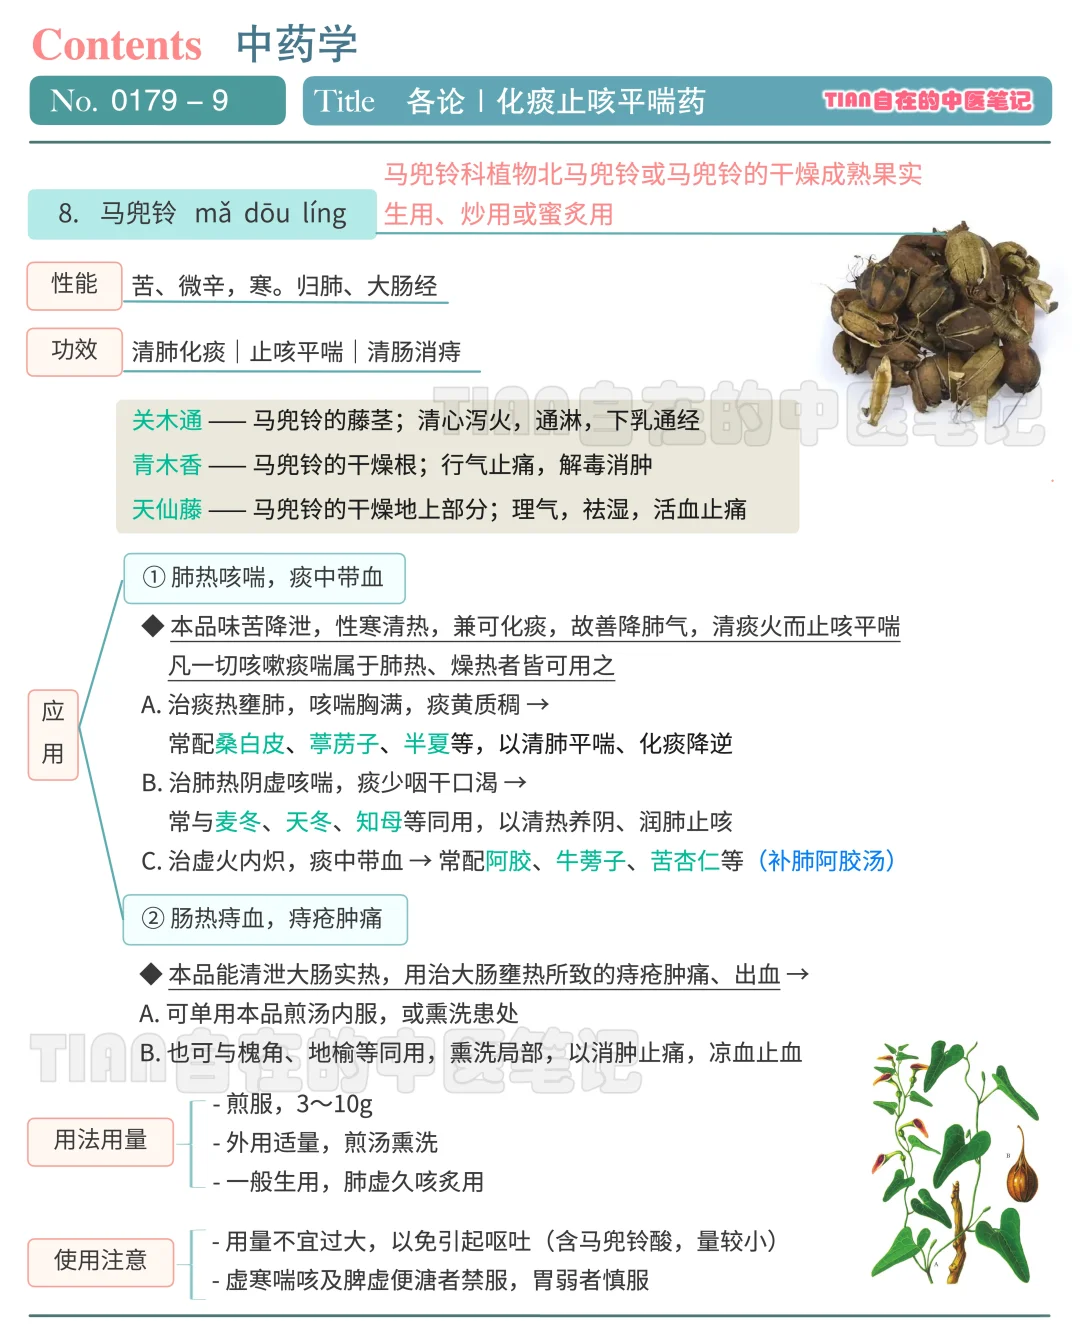 Contents 中药学
No. 0179 – 9
Title 各论｜化痰止咳平喘药
TIAN自在的中医笔记
马兜铃科植物北马兜铃或马兜铃的干燥成熟果实
8. 马兜铃 mǎ dōu líng
生用、炒用或蜜炙用
性能
苦、微辛，寒。归肺、大肠经
功效
清肺化痰｜止咳平喘｜清肠消痔
TIAN自在的中医笔记
关木通 —— 马兜铃的藤茎；清心泻火，通淋，下乳通经
青木香 —— 马兜铃的干燥根；行气止痛，解毒消肿
天仙藤 —— 马兜铃的干燥地上部分；理气，祛湿，活血止痛
应用
① 肺热咳喘，痰中带血
◆ 本品味苦降泄，性寒清热，兼可化痰，故善降肺气，清痰火而止咳平喘
凡一切咳嗽痰喘属于肺热、燥热者皆可用之
A. 治痰热壅肺，咳喘胸满，痰黄质稠 →
常配桑白皮、葶苈子、半夏等，以清肺平喘、化痰降逆
B. 治肺热阴虚咳喘，痰少咽干口渴 →
常与麦冬、天冬、知母等同用，以清热养阴、润肺止咳
C. 治虚火内炽，痰中带血 → 常配阿胶、牛蒡子、苦杏仁等（补肺阿胶汤）
② 肠热痔血，痔疮肿痛
◆ 本品能清泄大肠实热，用治大肠壅热所致的痔疮肿痛、出血 →
A. 可单用本品煎汤内服，或熏洗患处
TIAN自在的中医笔记
B. 也可与槐角、地榆等同用，熏洗局部，以消肿止痛，凉血止血
用法用量
- 煎服，3～10g
- 外用适量，煎汤熏洗
- 一般生用，肺虚久咳炙用
使用注意
- 用量不宜过大，以免引起呕吐（含马兜铃酸，量较小）
- 虚寒喘咳及脾虚便溏者禁服，胃弱者慎服
B
A